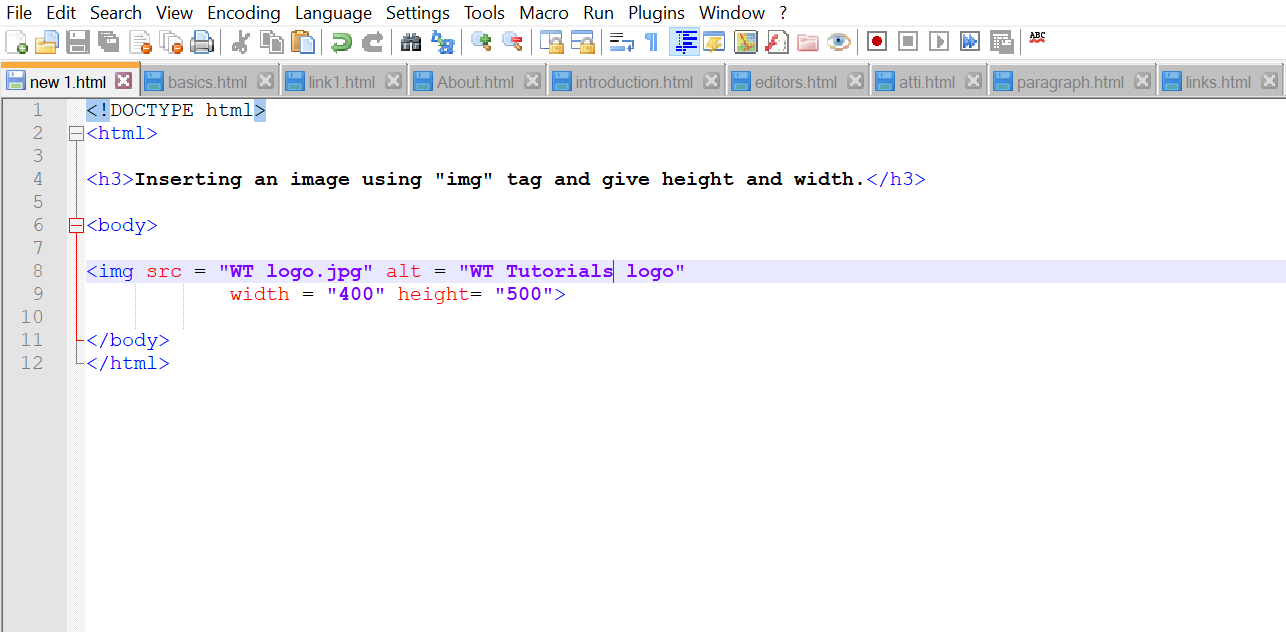 File Edit Search View Encoding Language Settings Tools Macro Run Plugins Window ?
ABC
new 1.html basics.html link1.html About.html introduction.html editors.html atti.html paragraph.html links.html
1 <!DOCTYPE html>
2 <html>
3
4 <h3>Inserting an image using "img" tag and give height and width.</h3>
5
6 <body>
7
8 <img src = "WT logo.jpg" alt = "WT Tutorials logo"
9 width = "400" height= "500">
10
11 </body>
12 </html>